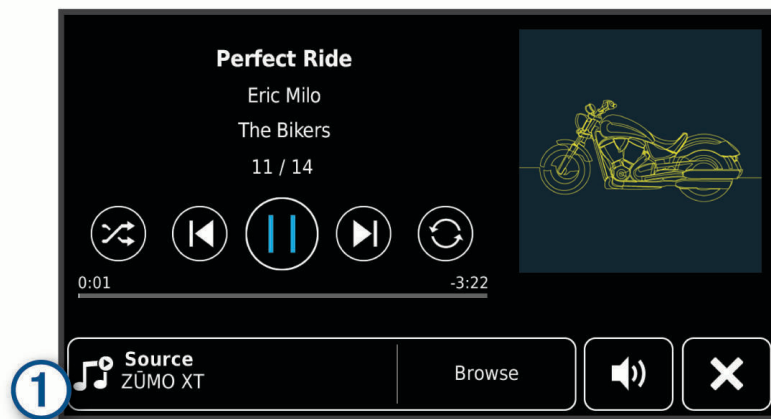 Perfect Ride
Eric Milo
The Bikers
11 / 14
0:01 -3:22
1
Source
ZŪMO XT
Browse